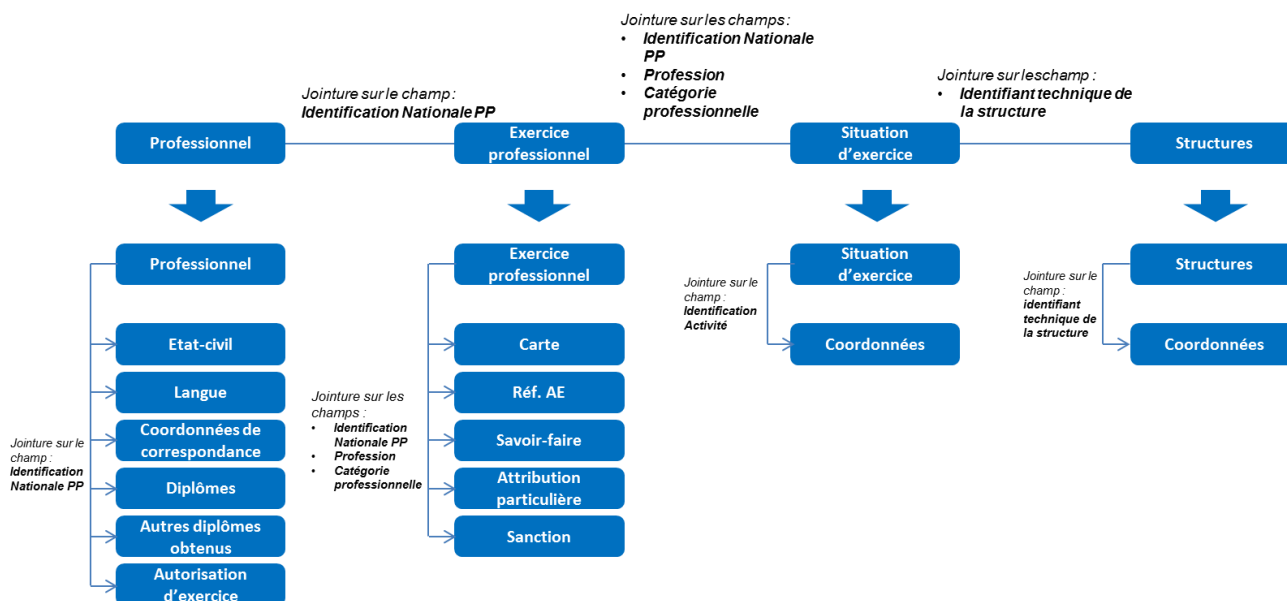 Jointure sur les champs :
• Identification Nationale
PP
• Profession
• Catégorie
professionnelle
Jointure sur le champ :
Identification Nationale PP
Jointure sur leschamp :
• Identifiant technique de
la structure
Professionnel
Exercice
professionnel
Situation
d’exercice
Structures
Professionnel
Exercice
professionnel
Situation
d’exercice
Structures
Jointure sur le
champ :
Identification
Nationale PP
Etat-civil
Langue
Coordonnées de
correspondance
Diplômes
Autres diplômes
obtenus
Autorisation
d’exercice
Jointure sur les
champs :
• Identification
Nationale PP
• Profession
• Catégorie
professionnelle
Carte
Réf. AE
Savoir-faire
Attribution
particulière
Sanction
Jointure sur le
champ :
Identification
Activité
Coordonnées
Jointure sur le
champ :
identifiant
technique de
la structure
Coordonnées